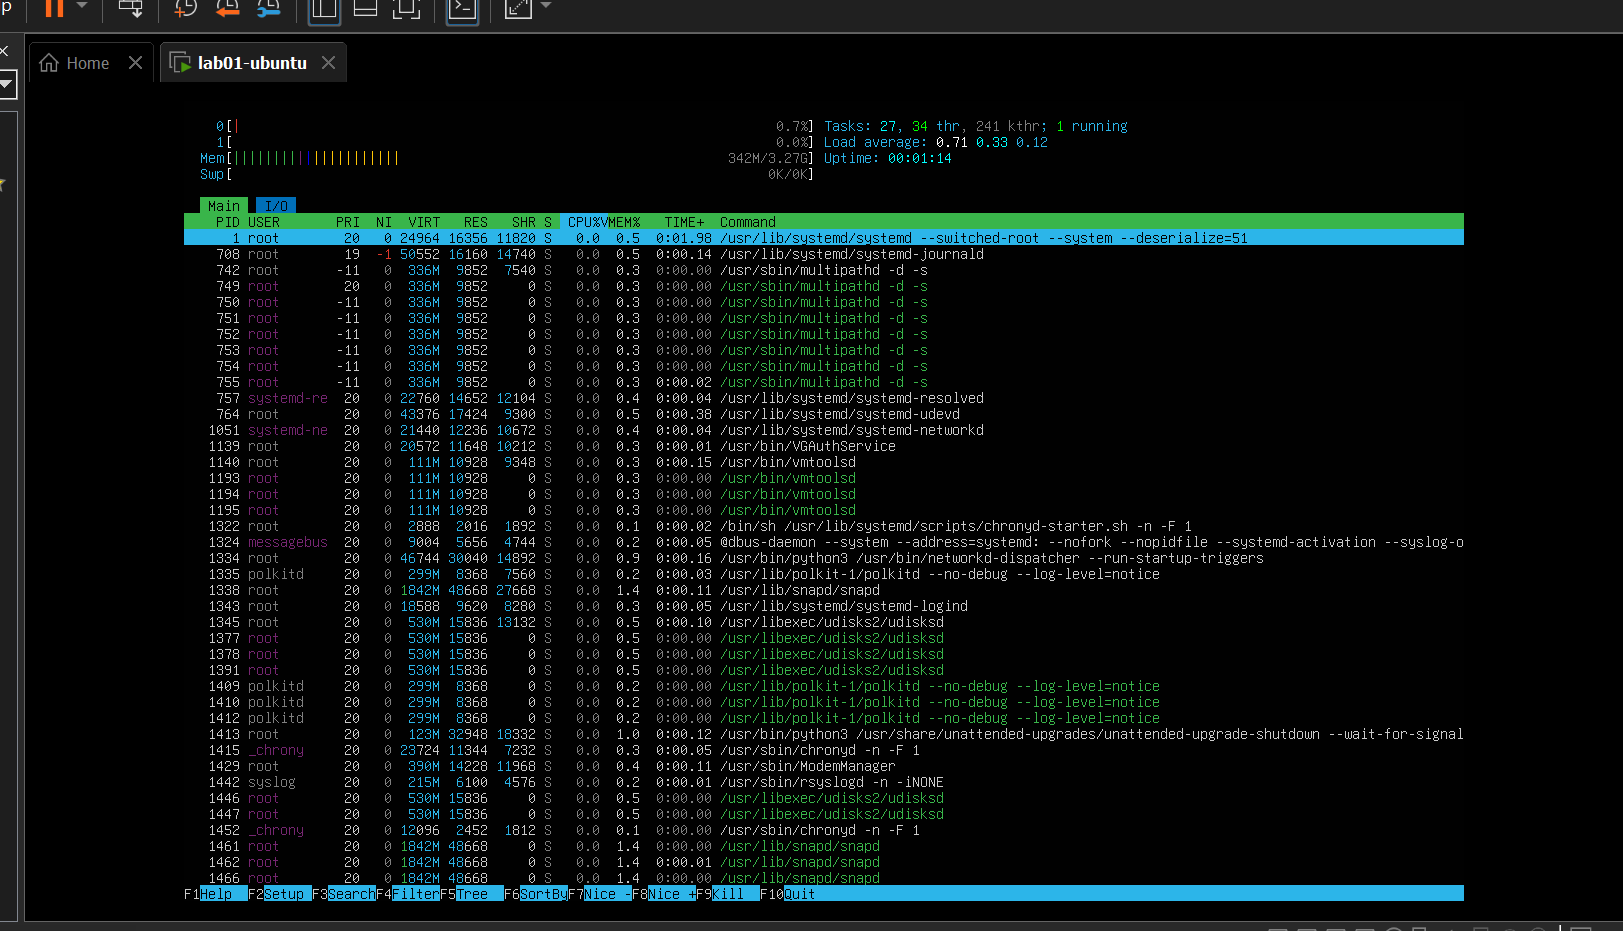 p
Home
lab01-ubuntu
0[| 0.7%] Tasks: 27, 34 thr, 241 kthr; 1 running
1[ 0.0%] Load average: 0.71 0.33 0.12
Mem[||||||||||||||||||||| 342M/3.27G] Uptime: 00:01:14
Swp[ 0K/0K]
Main I/O
PID USER PRI NI VIRT RES SHR S CPU%▽MEM% TIME+ Command
1 root 20 0 24964 16356 11820 S 0.0 0.5 0:01.98 /usr/lib/systemd/systemd --switched-root --system --deserialize=51
708 root 19 -1 50552 16160 14740 S 0.0 0.5 0:00.14 /usr/lib/systemd/systemd-journald
742 root -11 0 336M 9852 7540 S 0.0 0.3 0:00.00 /usr/sbin/multipathd -d -s
749 root 20 0 336M 9852 0 S 0.0 0.3 0:00.00 /usr/sbin/multipathd -d -s
750 root -11 0 336M 9852 0 S 0.0 0.3 0:00.00 /usr/sbin/multipathd -d -s
751 root -11 0 336M 9852 0 S 0.0 0.3 0:00.00 /usr/sbin/multipathd -d -s
752 root -11 0 336M 9852 0 S 0.0 0.3 0:00.00 /usr/sbin/multipathd -d -s
753 root -11 0 336M 9852 0 S 0.0 0.3 0:00.00 /usr/sbin/multipathd -d -s
754 root -11 0 336M 9852 0 S 0.0 0.3 0:00.00 /usr/sbin/multipathd -d -s
755 root -11 0 336M 9852 0 S 0.0 0.3 0:00.02 /usr/sbin/multipathd -d -s
757 systemd-re 20 0 22760 14652 12104 S 0.0 0.4 0:00.04 /usr/lib/systemd/systemd-resolved
764 root 20 0 43376 17424 9300 S 0.0 0.5 0:00.38 /usr/lib/systemd/systemd-udevd
1051 systemd-ne 20 0 21440 12236 10672 S 0.0 0.4 0:00.04 /usr/lib/systemd/systemd-networkd
1139 root 20 0 20572 11648 10212 S 0.0 0.3 0:00.01 /usr/bin/VGAuthService
1140 root 20 0 111M 10928 9348 S 0.0 0.3 0:00.15 /usr/bin/vmtoolsd
1193 root 20 0 111M 10928 0 S 0.0 0.3 0:00.00 /usr/bin/vmtoolsd
1194 root 20 0 111M 10928 0 S 0.0 0.3 0:00.00 /usr/bin/vmtoolsd
1195 root 20 0 111M 10928 0 S 0.0 0.3 0:00.00 /usr/bin/vmtoolsd
1322 root 20 0 2888 2016 1892 S 0.0 0.1 0:00.02 /bin/sh /usr/lib/systemd/scripts/chronyd-starter.sh -n -F 1
1324 messagebus 20 0 9004 5656 4744 S 0.0 0.2 0:00.05 @dbus-daemon --system --address=systemd: --nofork --nopidfile --systemd-activation --syslog-o
1334 root 20 0 46744 30040 14892 S 0.0 0.9 0:00.16 /usr/bin/python3 /usr/bin/networkd-dispatcher --run-startup-triggers
1335 polkitd 20 0 299M 8368 7560 S 0.0 0.2 0:00.03 /usr/lib/polkit-1/polkitd --no-debug --log-level=notice
1338 root 20 0 1842M 48668 27668 S 0.0 1.4 0:00.11 /usr/lib/snapd/snapd
1343 root 20 0 18588 9620 8280 S 0.0 0.3 0:00.05 /usr/lib/systemd/systemd-logind
1345 root 20 0 530M 15836 13132 S 0.0 0.5 0:00.10 /usr/libexec/udisks2/udisksd
1377 root 20 0 530M 15836 0 S 0.0 0.5 0:00.00 /usr/libexec/udisks2/udisksd
1378 root 20 0 530M 15836 0 S 0.0 0.5 0:00.00 /usr/libexec/udisks2/udisksd
1391 root 20 0 530M 15836 0 S 0.0 0.5 0:00.00 /usr/libexec/udisks2/udisksd
1409 polkitd 20 0 299M 8368 0 S 0.0 0.2 0:00.00 /usr/lib/polkit-1/polkitd --no-debug --log-level=notice
1410 polkitd 20 0 299M 8368 0 S 0.0 0.2 0:00.00 /usr/lib/polkit-1/polkitd --no-debug --log-level=notice
1412 polkitd 20 0 299M 8368 0 S 0.0 0.2 0:00.00 /usr/lib/polkit-1/polkitd --no-debug --log-level=notice
1413 root 20 0 123M 32948 18332 S 0.0 1.0 0:00.12 /usr/bin/python3 /usr/share/unattended-upgrades/unattended-upgrade-shutdown --wait-for-signal
1415 _chrony 20 0 23724 11344 7232 S 0.0 0.3 0:00.05 /usr/sbin/chronyd -n -F 1
1429 root 20 0 390M 14228 11968 S 0.0 0.4 0:00.11 /usr/sbin/ModemManager
1442 syslog 20 0 215M 6100 4576 S 0.0 0.2 0:00.01 /usr/sbin/rsyslogd -n -iNONE
1446 root 20 0 530M 15836 0 S 0.0 0.5 0:00.00 /usr/libexec/udisks2/udisksd
1447 root 20 0 530M 15836 0 S 0.0 0.5 0:00.00 /usr/libexec/udisks2/udisksd
1452 _chrony 20 0 12096 2452 1812 S 0.0 0.1 0:00.00 /usr/sbin/chronyd -n -F 1
1461 root 20 0 1842M 48668 0 S 0.0 1.4 0:00.00 /usr/lib/snapd/snapd
1462 root 20 0 1842M 48668 0 S 0.0 1.4 0:00.01 /usr/lib/snapd/snapd
1466 root 20 0 1842M 48668 0 S 0.0 1.4 0:00.00 /usr/lib/snapd/snapd
F1Help F2Setup F3SearchF4FilterF5Tree F6SortByF7Nice -F8Nice +F9Kill F10Quit